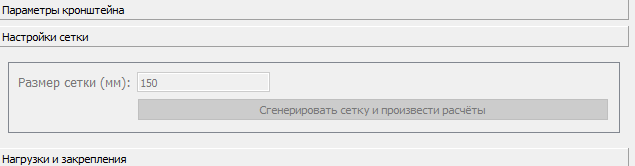 Параметры кронштейна
Настройки сетки
Размер сетки (мм): 150
Сгенерировать сетку и произвести расчёты
Нагрузки и закрепления